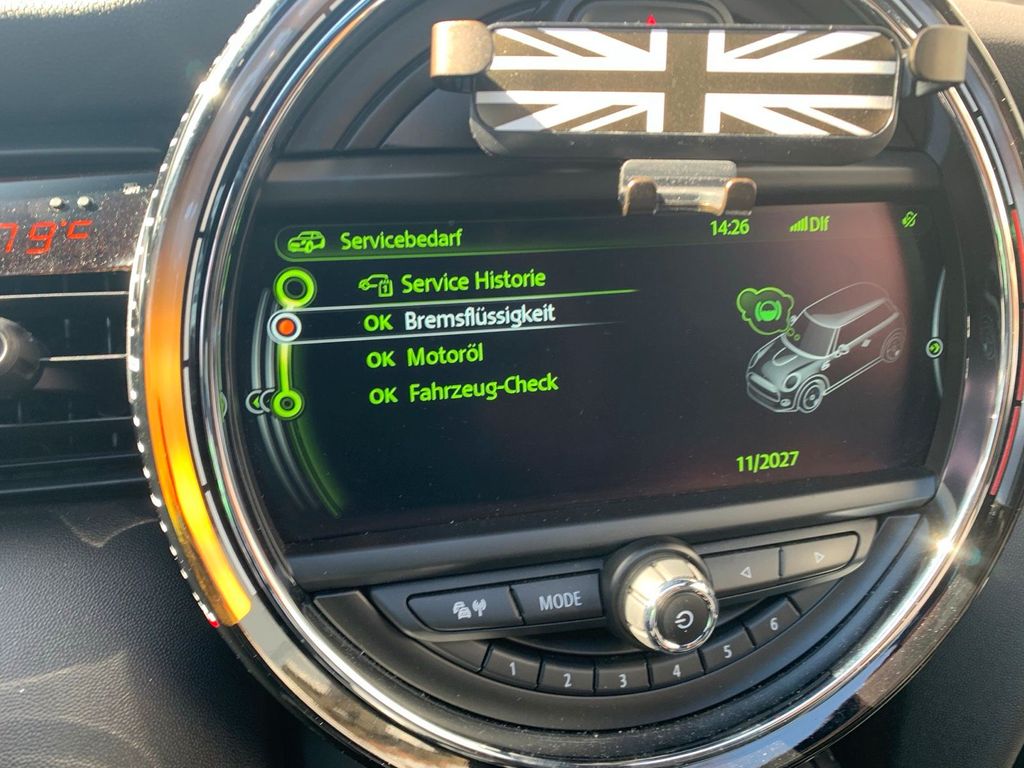 Servicebedarf 14:26 Dlf
Service Historie
OK Bremsflüssigkeit
OK Motoröl
OK Fahrzeug-Check
11/2027
79°C
MODE
1 2 3 4 5 6